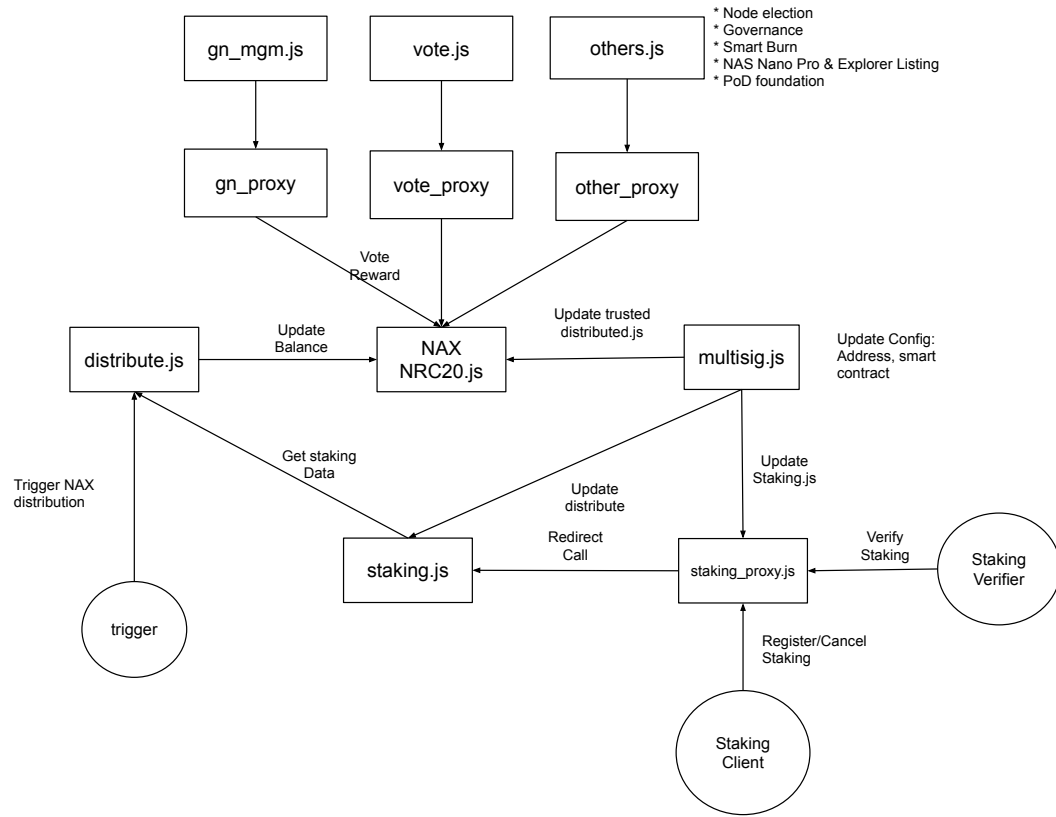 * Node election
* Governance
* Smart Burn
* NAS Nano Pro & Explorer Listing
* PoD foundation
gn_mgm.js
vote.js
others.js
gn_proxy
vote_proxy
other_proxy
Vote
Reward
Update
Balance
Update trusted
distributed.js
distribute.js
NAX
NRC20.js
multisig.js
Update Config:
Address, smart
contract
Get staking
Data
Update
Staking.js
Trigger NAX
distribution
Update
distribute
Redirect
Call
Verify
Staking
staking.js
staking_proxy.js
Staking
Verifier
trigger
Register/Cancel
Staking
Staking
Client